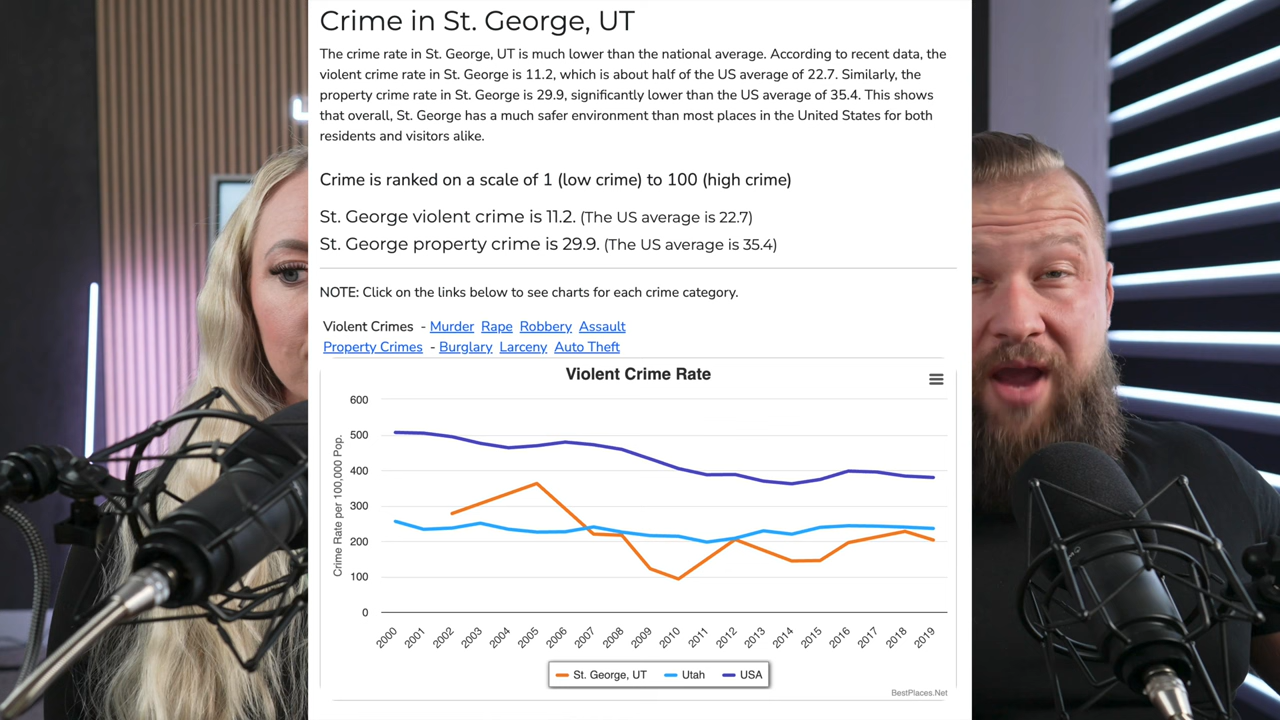 Crime in St. George, UT
The crime rate in St. George, UT is much lower than the national average. According to recent data, the
violent crime rate in St. George is 11.2, which is about half of the US average of 22.7. Similarly, the
property crime rate in St. George is 29.9, significantly lower than the US average of 35.4. This shows
that overall, St. George has a much safer environment than most places in the United States for both
residents and visitors alike.
Crime is ranked on a scale of 1 (low crime) to 100 (high crime)
St. George violent crime is 11.2. (The US average is 22.7)
St. George property crime is 29.9. (The US average is 35.4)
NOTE: Click on the links below to see charts for each crime category.
Violent Crimes - Murder Rape Robbery Assault
Property Crimes - Burglary Larceny Auto Theft
Violent Crime Rate
Crime Rate per 100,000 Pop.
600
500
400
300
200
100
0
2000 2001 2002 2003 2004 2005 2006 2007 2008 2009 2010 2011 2012 2013 2014 2015 2016 2017 2018 2019
St. George, UT Utah USA
BestPlaces.Net